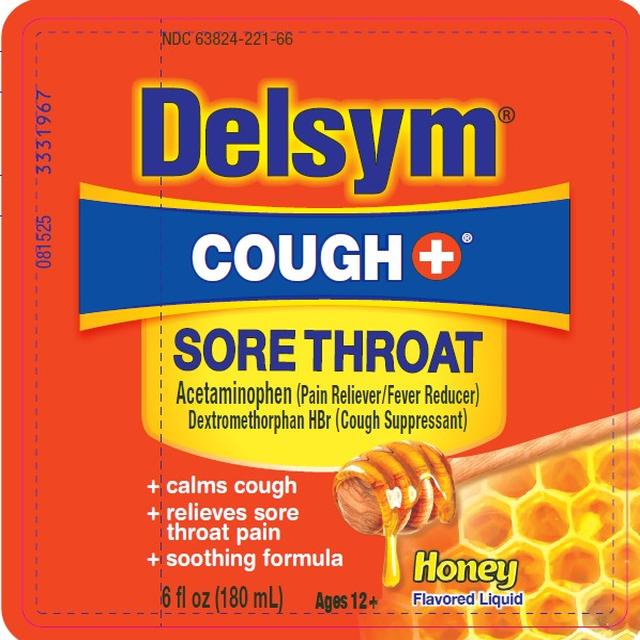 NDC 63824-221-66
3331967
081525
Delsym®
COUGH+®
SORE THROAT
Acetaminophen (Pain Reliever/Fever Reducer)
Dextromethorphan HBr (Cough Suppressant)
+ calms cough
+ relieves sore
throat pain
+ soothing formula
Honey
Flavored Liquid
6 fl oz (180 mL) Ages 12+